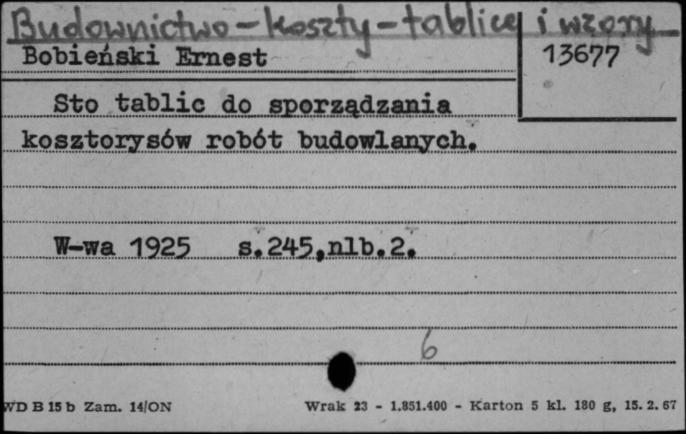 Budownictwo - koszty - tablice i wzory
Bobieński Ernest
13677
Sto tablic do sporządzania
kosztorysów robót budowlanych.
W-wa 1925 s.245,nlb.2.
6
WD B 15 b Zam. 14/ON
Wrak 23 - 1.851.400 - Karton 5 kl. 180 g, 15. 2. 67